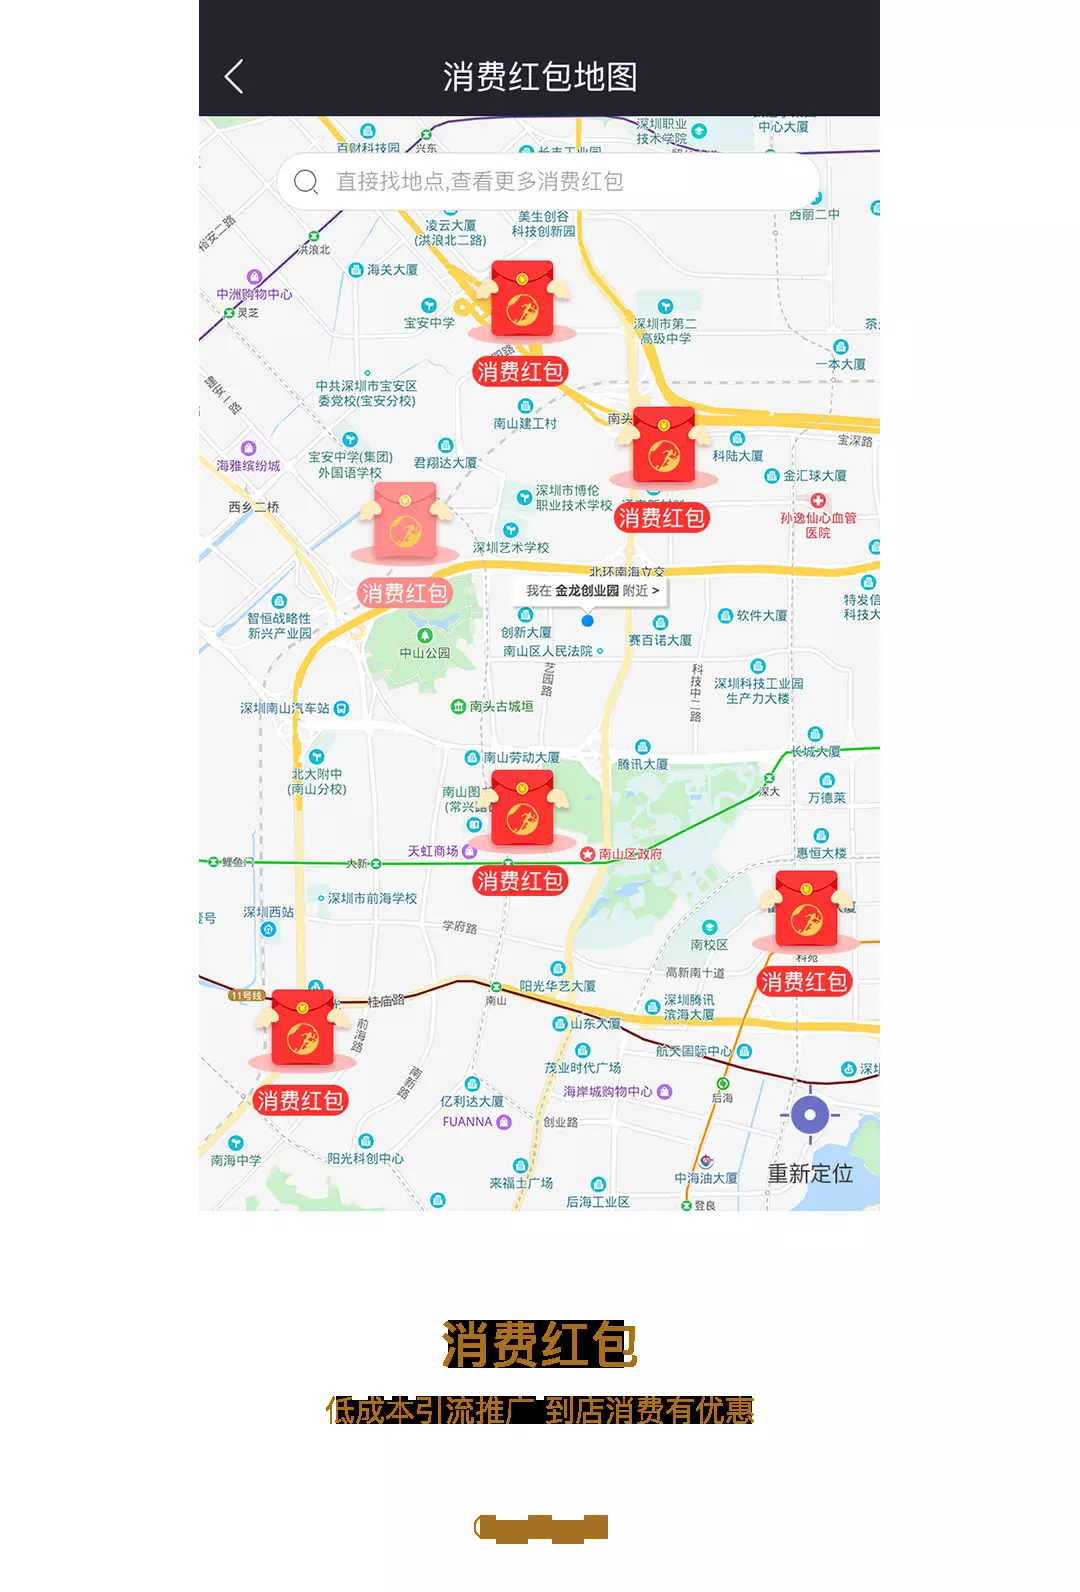 消费红包地图
深圳职业
技术学院
中心大厦
百财科技园
兴东
长丰工业园
直接找地点,查看更多消费红包
西丽二中
凌云大厦
(洪浪北二路)
美生创谷
科技创新园
裕安二路
洪浪北
海关大厦
中洲购物中心
灵芝
宝安中学
深圳市第二
高级中学
茶
一本大厦
消费红包
建安一路
中共深圳市宝安区
委党校(宝安分校)
南山建工村
南头
宝深路
科陆大厦
海雅缤纷城
宝安中学(集团)
外国语学校
君翔达大厦
金汇球大厦
西乡二桥
深圳市博伦
职业技术学校
消费红包
孙逸仙心血管
医院
深圳艺术学校
北环南海立交
消费红包
我在 金龙创业园 附近 >
特发信
科技大
智恒战略性
新兴产业园
创新大厦
赛百诺大厦
软件大厦
中山公园
南山区人民法院
艺园路
科技中二路
深圳科技工业园
生产力大楼
深圳南山汽车站
南头古城垣
长城大厦
南山劳动大厦
腾讯大厦
北大附中
(南山分校)
深大
万德莱
南山图
(常兴路
天虹商场
南山区政府
惠恒大楼
鲤鱼门
大新
消费红包
深圳市前海学校
壹号
深圳西站
学府路
南校区
科苑
高新南十道
消费红包
11号线
桂庙路
南山
阳光华艺大厦
深圳腾讯
滨海大厦
前海路
山东大厦
航天国际中心
茂业时代广场
深圳
南新路
海岸城购物中心
后海
消费红包
亿利达大厦
FUANNA
创业路
南海中学
阳光科创中心
来福士广场
中海油大厦
重新定位
后海工业区
登良
消费红包
低成本引流推广 到店消费有优惠